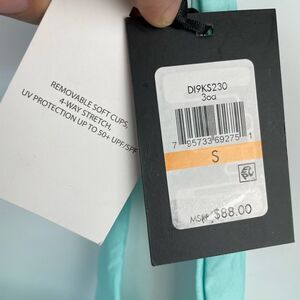 REMOVABLE SOFT CUPS,
4-WAY STRETCH,
UV PROTECTION UP TO 50+ UPF/SPF
DI9KS230
3oa
7 95733 69275 1
S
MSRP $88.00